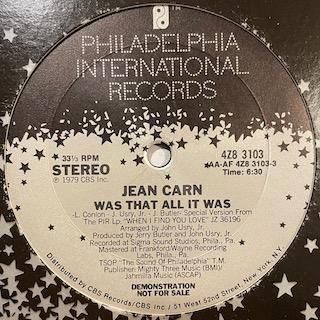 TM
PHILADELPHIA
INTERNATIONAL
RECORDS
33⅓ RPM
STEREO
℗ 1979 CBS Inc.
4Z8 3103
AA-AF 4Z8 3103-3
Time: 6:30
JEAN CARN
WAS THAT ALL IT WAS
-L. Conlon - J. Usry, Jr. - J. Butler- Special Version From
The PIR Lp. "WHEN I FIND YOU LOVE" JZ 36196
Arranged by John Usry, Jr.
Produced by Jerry Butler and John Usry, Jr.
Recorded at Sigma Sound Studios, Phila., Pa.
Mastered at Frankford/Wayne Recording
Labs, Phila., Pa.
TSOP "The Sound Of Philadelphia" T.M.
Publisher: Mighty Three Music (BMI)/
Jahmilla Music (ASCAP)
DEMONSTRATION
NOT FOR SALE
Distributed by CBS Records/CBS Inc. / 51 West 52nd Street, New York, N.Y.